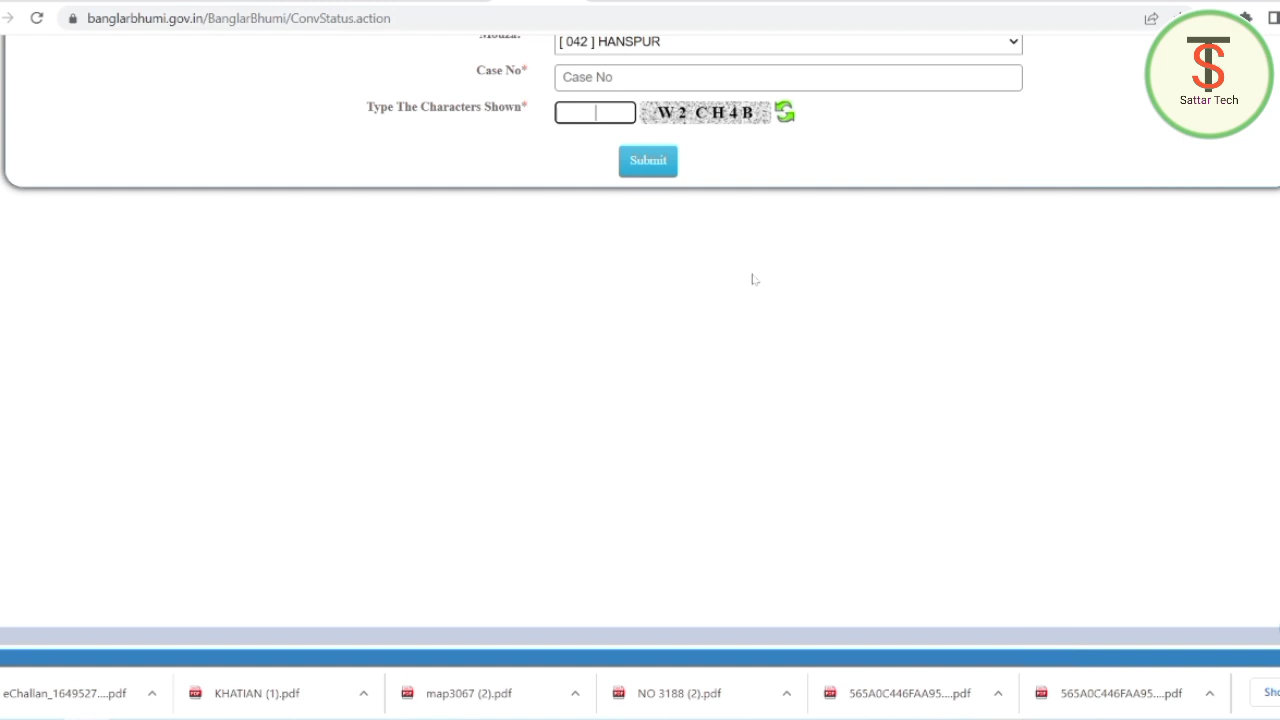 banglarbhumi.gov.in/BanglarBhumi/ConvStatus.action
Mouza:
[ 042 ] HANSPUR
Case No*
Case No
Type The Characters Shown*
W 2 C H 4 B
Submit
Sattar Tech
eChallan_1649527....pdf
KHATIAN (1).pdf
map3067 (2).pdf
NO 3188 (2).pdf
565A0C446FAA95....pdf
565A0C446FAA95....pdf